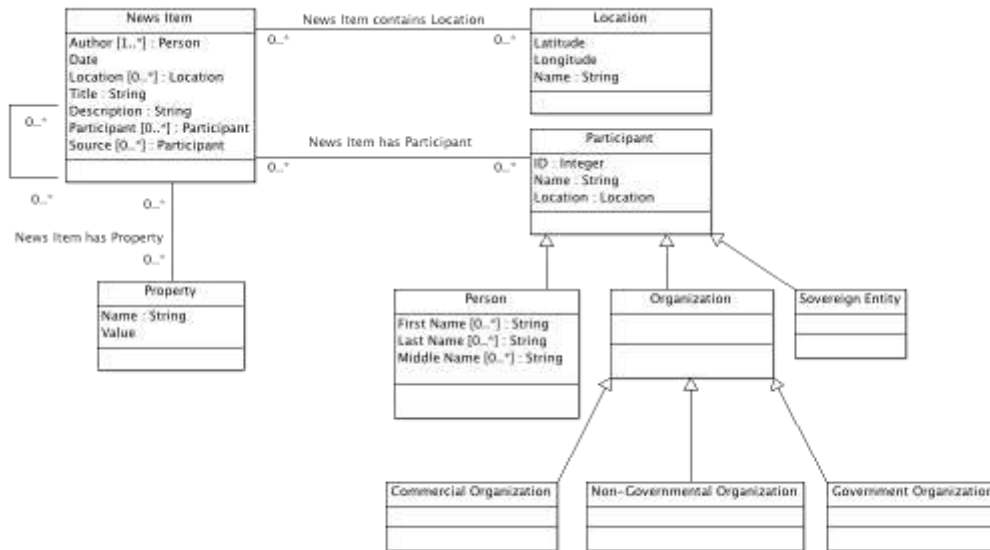 News Item
Author [1..*] : Person
Date
Location [0..*] : Location
Title : String
Description : String
Participant [0..*] : Participant
Source [0..*] : Participant
News Item contains Location
0..*
0..*
Location
Latitude
Longitude
Name : String
0..*
0..*
News Item has Participant
0..*
0..*
Participant
ID : Integer
Name : String
Location : Location
0..*
News Item has Property
0..*
Property
Name : String
Value
Person
First Name [0..*] : String
Last Name [0..*] : String
Middle Name [0..*] : String
Organization
Sovereign Entity
Commercial Organization
Non-Governmental Organization
Government Organization